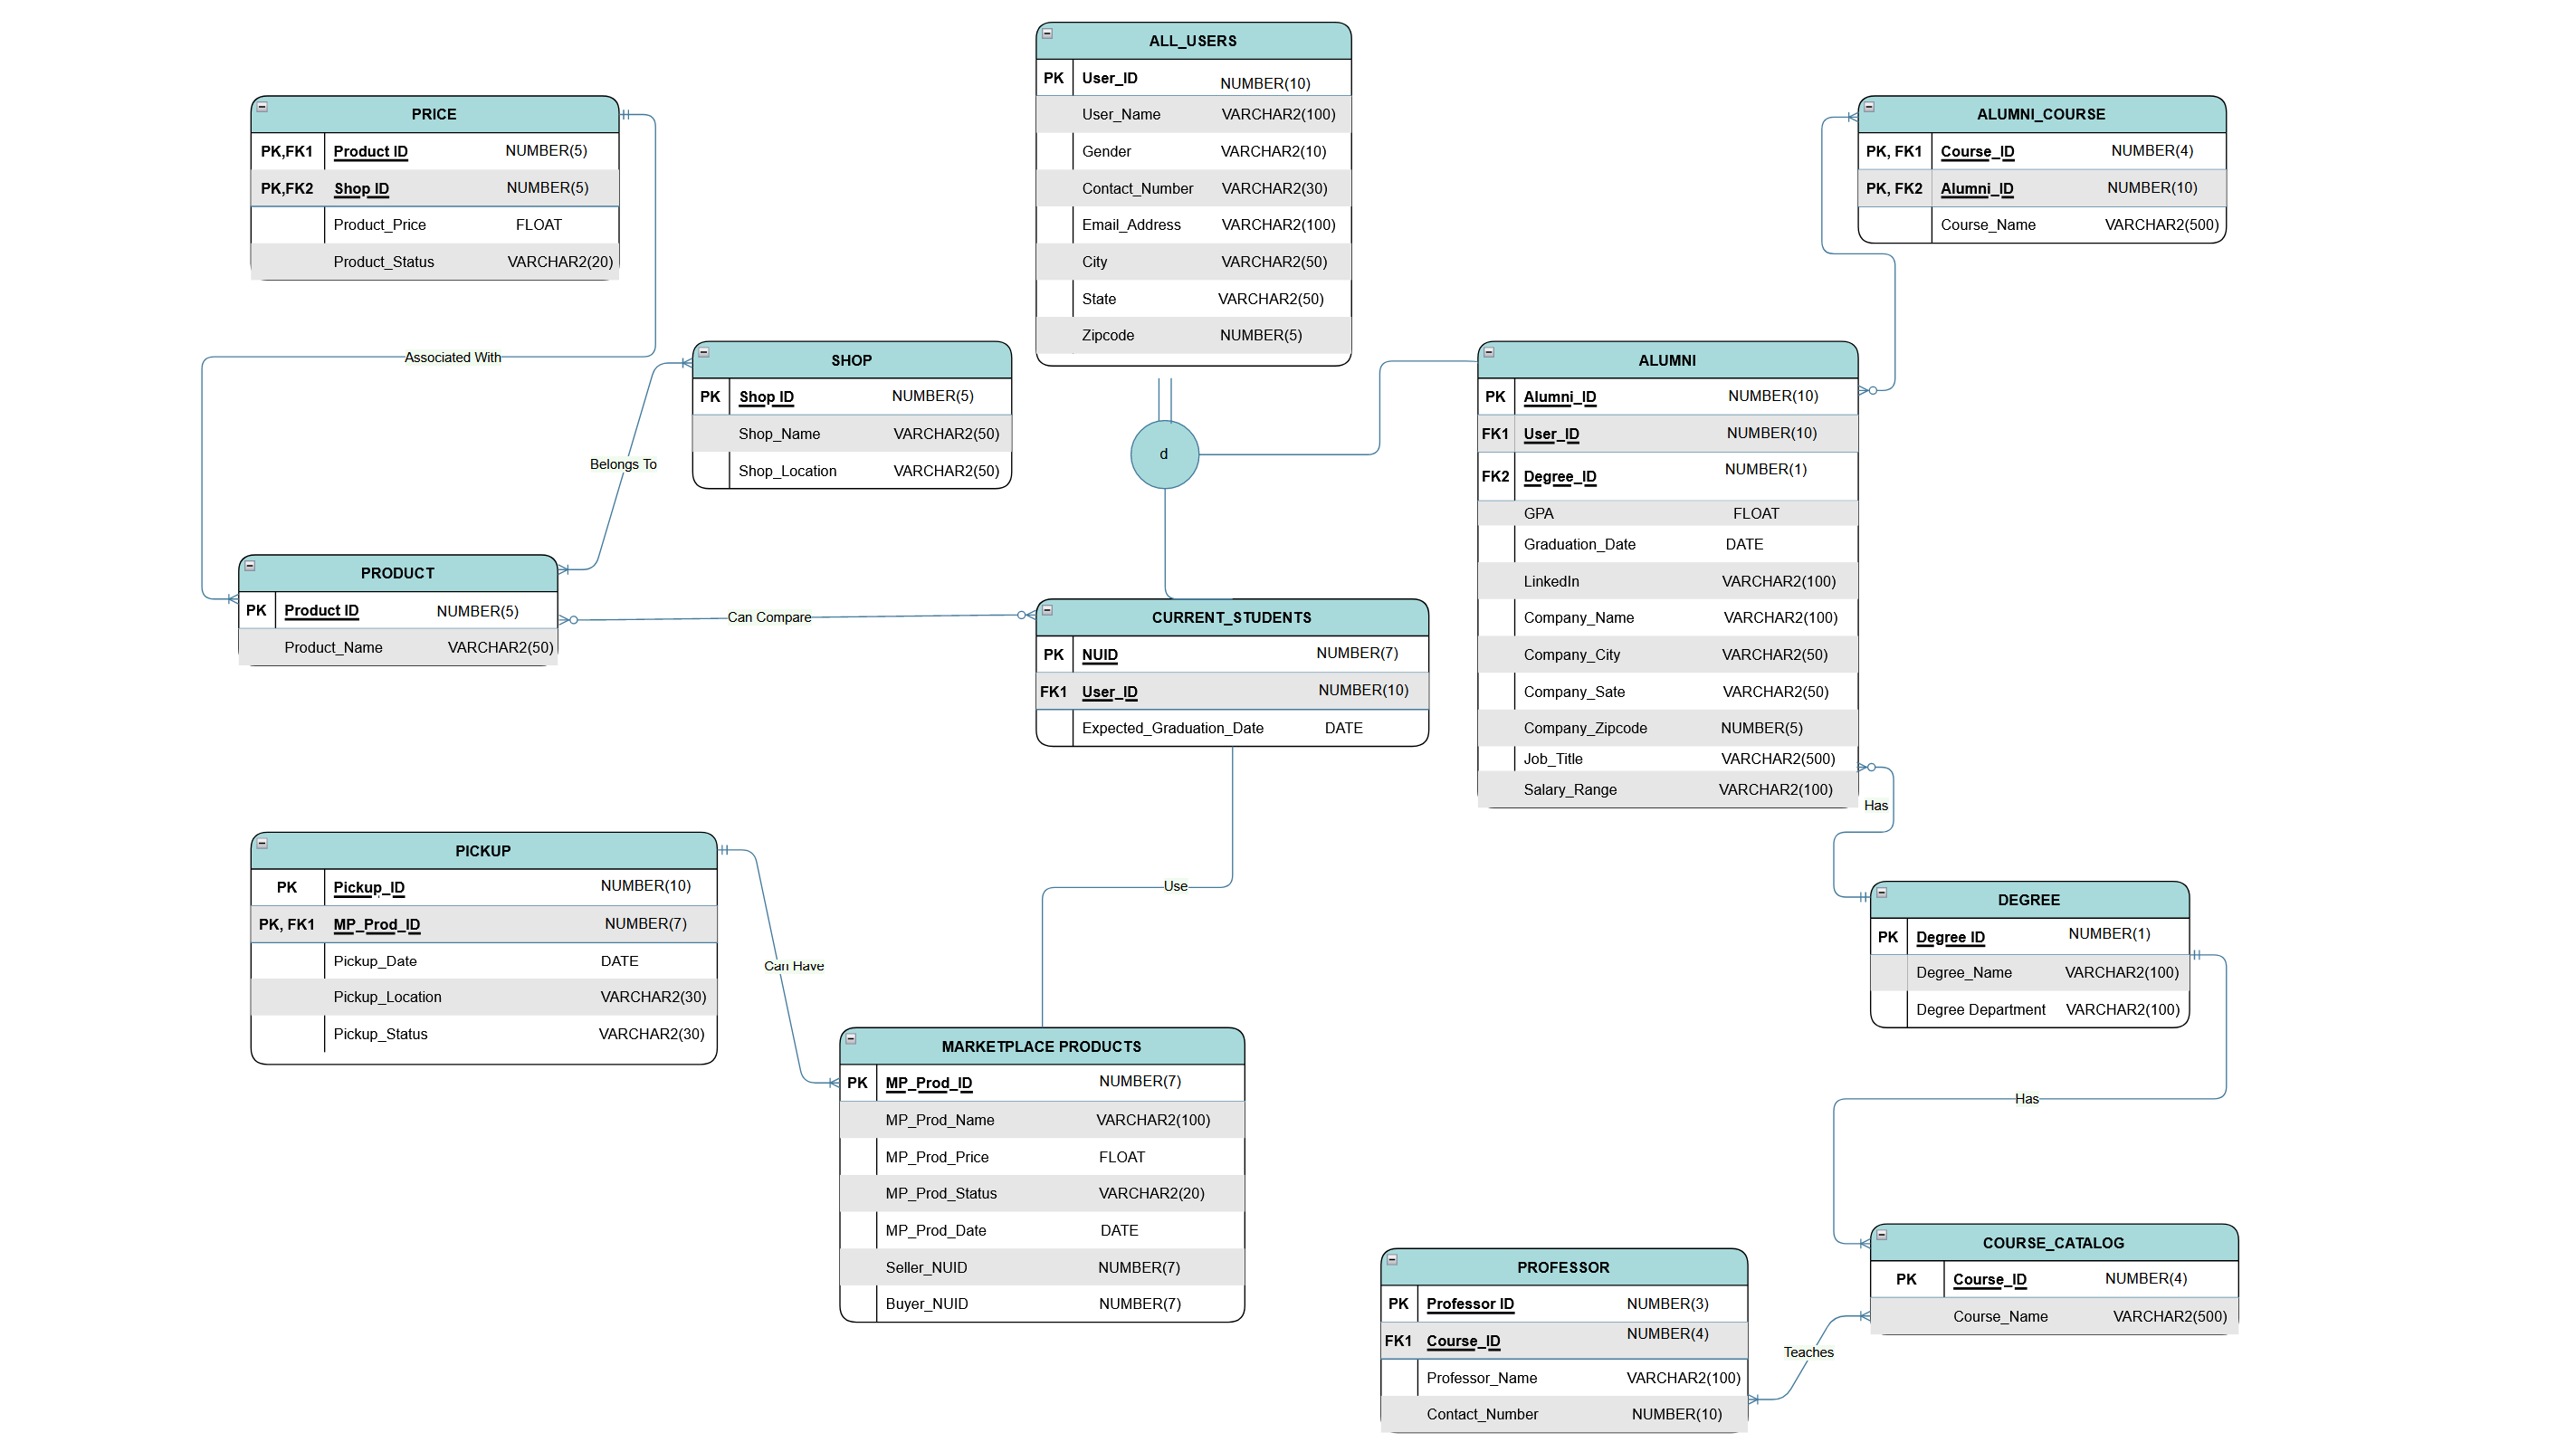 ALL_USERS
PK User_ID NUMBER(10)
User_Name VARCHAR2(100)
Gender VARCHAR2(10)
Contact_Number VARCHAR2(30)
Email_Address VARCHAR2(100)
City VARCHAR2(50)
State VARCHAR2(50)
Zipcode NUMBER(5)
PRICE
PK,FK1 Product ID NUMBER(5)
PK,FK2 Shop ID NUMBER(5)
Product_Price FLOAT
Product_Status VARCHAR2(20)
ALUMNI_COURSE
PK, FK1 Course_ID NUMBER(4)
PK, FK2 Alumni_ID NUMBER(10)
Course_Name VARCHAR2(500)
Associated With
SHOP
PK Shop ID NUMBER(5)
Shop_Name VARCHAR2(50)
Shop_Location VARCHAR2(50)
Belongs To
d
ALUMNI
PK Alumni_ID NUMBER(10)
FK1 User_ID NUMBER(10)
FK2 Degree_ID NUMBER(1)
GPA FLOAT
Graduation_Date DATE
LinkedIn VARCHAR2(100)
Company_Name VARCHAR2(100)
Company_City VARCHAR2(50)
Company_Sate VARCHAR2(50)
Company_Zipcode NUMBER(5)
Job_Title VARCHAR2(500)
Salary_Range VARCHAR2(100)
PRODUCT
PK Product ID NUMBER(5)
Product_Name VARCHAR2(50)
Can Compare
CURRENT_STUDENTS
PK NUID NUMBER(7)
FK1 User_ID NUMBER(10)
Expected_Graduation_Date DATE
Has
PICKUP
PK Pickup_ID NUMBER(10)
PK, FK1 MP_Prod_ID NUMBER(7)
Pickup_Date DATE
Pickup_Location VARCHAR2(30)
Pickup_Status VARCHAR2(30)
Use
Can Have
DEGREE
PK Degree ID NUMBER(1)
Degree_Name VARCHAR2(100)
Degree Department VARCHAR2(100)
MARKETPLACE PRODUCTS
PK MP_Prod_ID NUMBER(7)
MP_Prod_Name VARCHAR2(100)
MP_Prod_Price FLOAT
MP_Prod_Status VARCHAR2(20)
MP_Prod_Date DATE
Seller_NUID NUMBER(7)
Buyer_NUID NUMBER(7)
Has
COURSE_CATALOG
PK Course_ID NUMBER(4)
Course_Name VARCHAR2(500)
PROFESSOR
PK Professor ID NUMBER(3)
FK1 Course_ID NUMBER(4)
Professor_Name VARCHAR2(100)
Contact_Number NUMBER(10)
Teaches